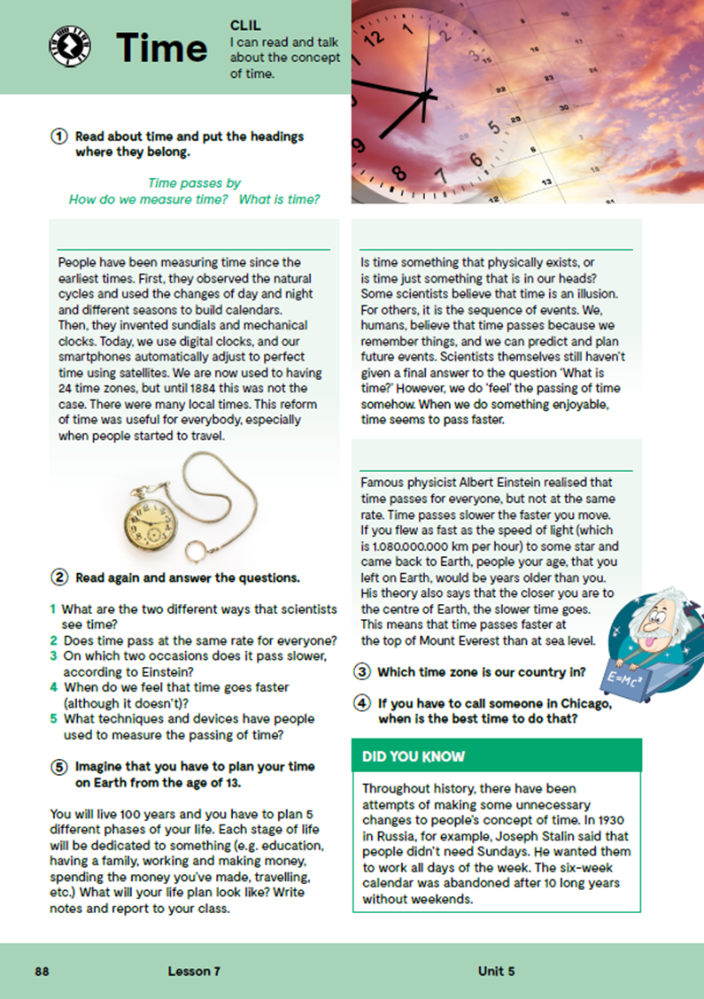 Time
CLIL
I can read and talk
about the concept
of time.
1 Read about time and put the headings
where they belong.
Time passes by
How do we measure time? What is time?
People have been measuring time since the
earliest times. First, they observed the natural
cycles and used the changes of day and night
and different seasons to build calendars.
Then, they invented sundials and mechanical
clocks. Today, we use digital clocks, and our
smartphones automatically adjust to perfect
time using satellites. We are now used to having
24 time zones, but until 1884 this was not the
case. There were many local times. This reform
of time was useful for everybody, especially
when people started to travel.
2 Read again and answer the questions.
1 What are the two different ways that scientists
see time?
2 Does time pass at the same rate for everyone?
3 On which two occasions does it pass slower,
according to Einstein?
4 When do we feel that time goes faster
(although it doesn't)?
5 What techniques and devices have people
used to measure the passing of time?
5 Imagine that you have to plan your time
on Earth from the age of 13.
You will live 100 years and you have to plan 5
different phases of your life. Each stage of life
will be dedicated to something (e.g. education,
having a family, working and making money,
spending the money you've made, travelling,
etc.) What will your life plan look like? Write
notes and report to your class.
12 1 2 3 5 6 7 8 9
15 16 17 22 23 24 29 30 6 7 13 12
Is time something that physically exists, or
is time just something that is in our heads?
Some scientists believe that time is an illusion.
For others, it is the sequence of events. We,
humans, believe that time passes because we
remember things, and we can predict and plan
future events. Scientists themselves still haven't
given a final answer to the question 'What is
time?' However, we do 'feel' the passing of time
somehow. When we do something enjoyable,
time seems to pass faster.
Famous physicist Albert Einstein realised that
time passes for everyone, but not at the same
rate. Time passes slower the faster you move.
If you flew as fast as the speed of light (which
is 1.080.000.000 km per hour) to some star and
came back to Earth, people your age, that you
left on Earth, would be years older than you.
His theory also says that the closer you are to
the centre of Earth, the slower time goes.
This means that time passes faster at
the top of Mount Everest than at sea level.
E=MC²
3 Which time zone is our country in?
4 If you have to call someone in Chicago,
when is the best time to do that?
DID YOU KNOW
Throughout history, there have been
attempts of making some unnecessary
changes to people's concept of time. In 1930
in Russia, for example, Joseph Stalin said that
people didn't need Sundays. He wanted them
to work all days of the week. The six-week
calendar was abandoned after 10 long years
without weekends.
88 Lesson 7 Unit 5